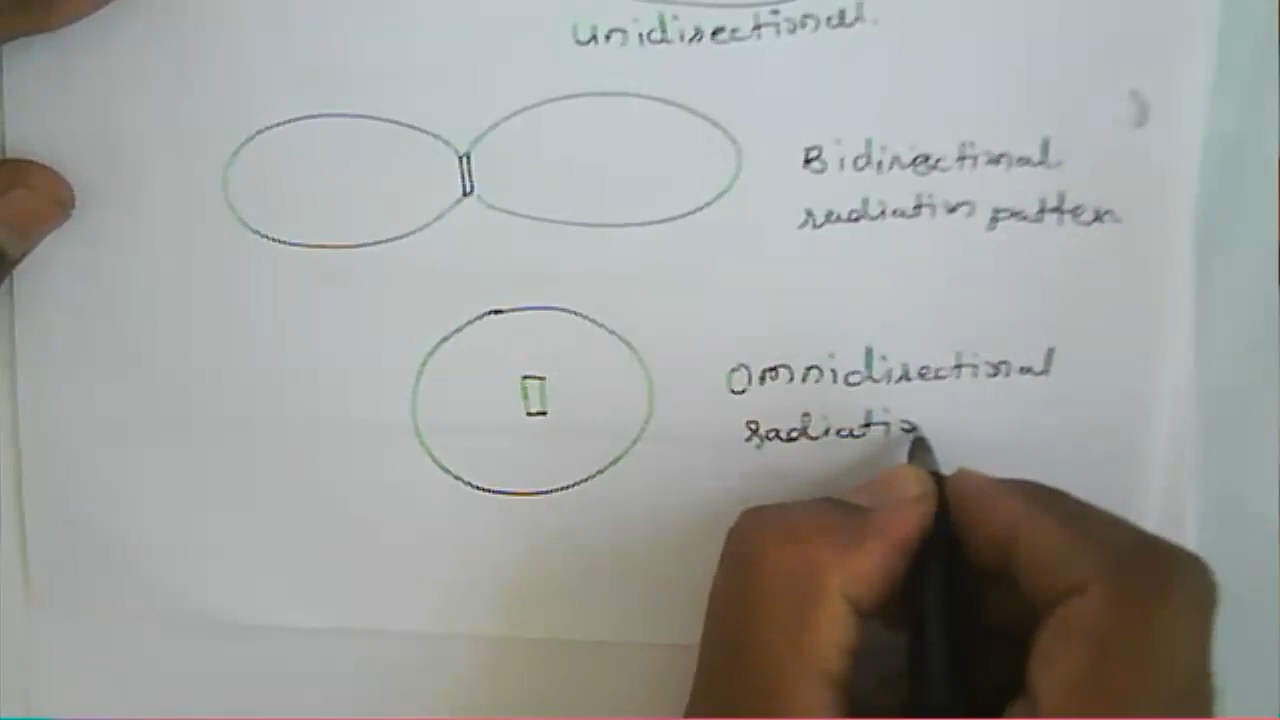 unidirectional.
Bidirectional
radiation pattern
omnidirectional
radiatio